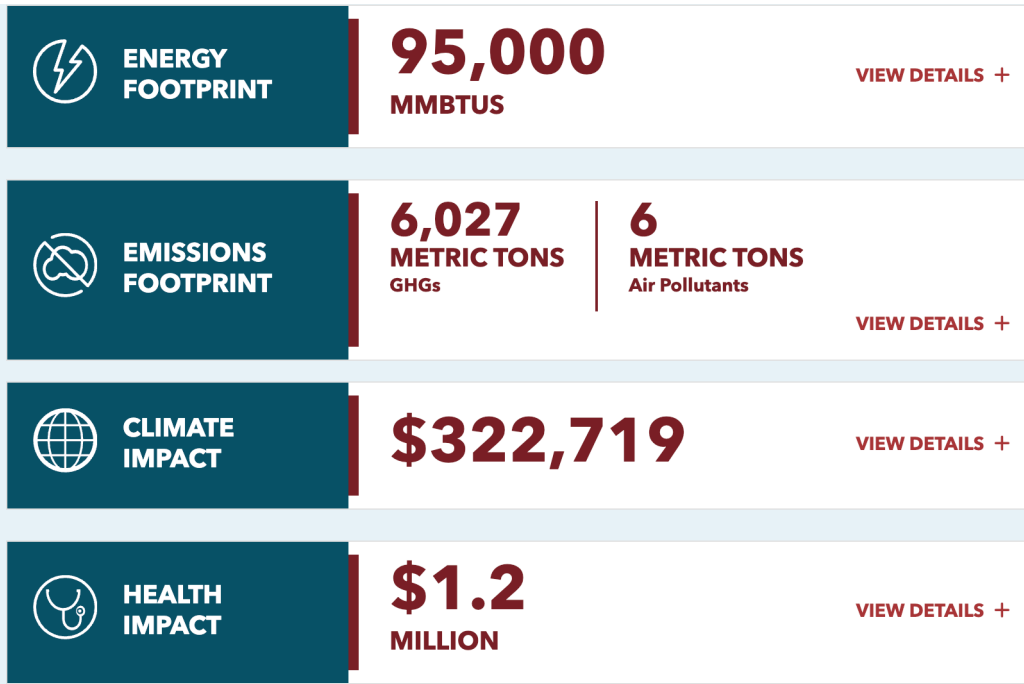 ENERGY
FOOTPRINT
95,000
MMBTUS
VIEW DETAILS +
EMISSIONS
FOOTPRINT
6,027
METRIC TONS
GHGs
6
METRIC TONS
Air Pollutants
VIEW DETAILS +
CLIMATE
IMPACT
$322,719
VIEW DETAILS +
HEALTH
IMPACT
$1.2
MILLION
VIEW DETAILS +